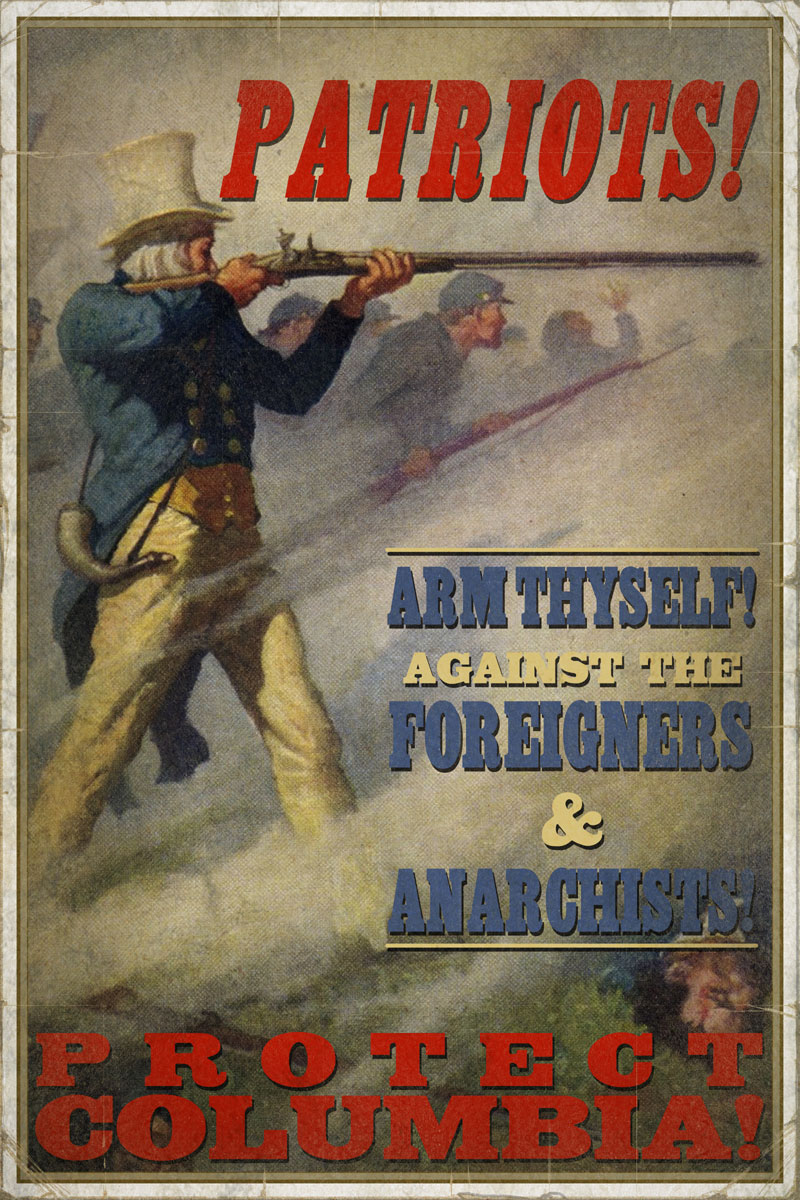 PATRIOTS!
ARM THYSELF!
AGAINST THE
FOREIGNERS
&
ANARCHISTS!
PROTECT
COLUMBIA!